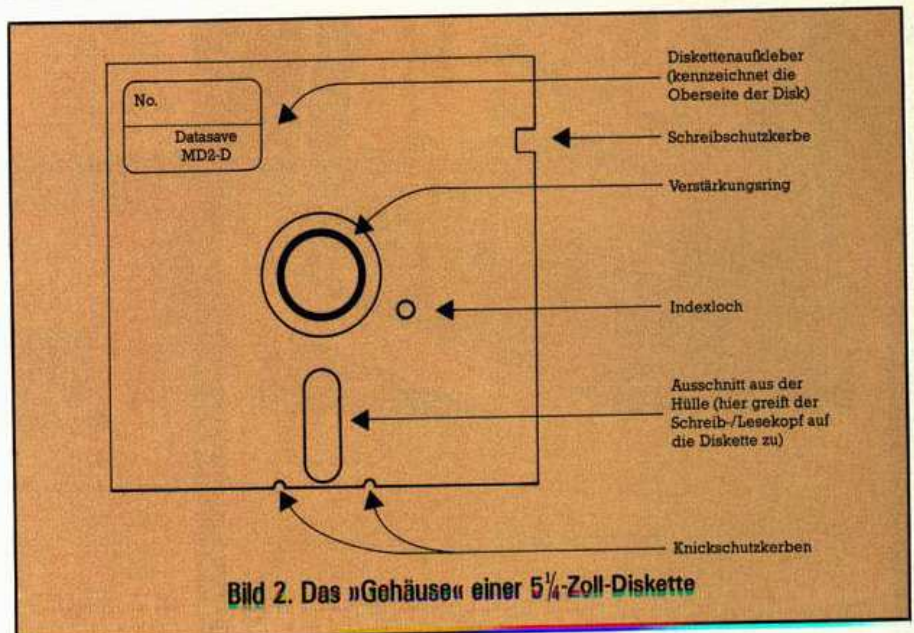 No.
Datasave
MD2-D
Diskettenaufkleber
(kennzeichnet die
Oberseite der Disk)
Schreibschutzkerbe
Verstärkungsring
Indexloch
Ausschnitt aus der
Hülle (hier greift der
Schreib-/Lesekopf auf
die Diskette zu)
Knickschutzkerben
Bild 2. Das »Gehäuse« einer 5¼-Zoll-Diskette